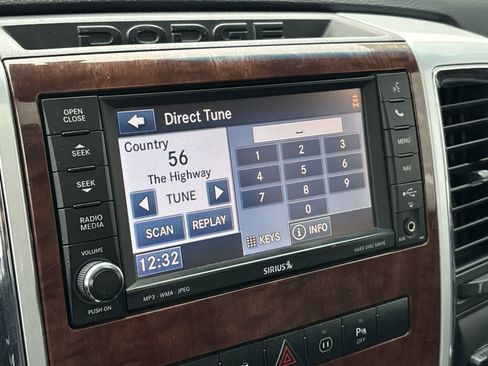 DODGE
OPEN
CLOSE
SEEK
SEEK
RADIO
MEDIA
VOLUME
PUSH ON
Direct Tune
Country
56
The Highway
TUNE
SCAN
REPLAY
12:32
1
2
3
4
5
6
7
8
9
0
KEYS
INFO
SIRIUS
MP3 · WMA · JPEG
HARD DISC DRIVE
MENU
NAV
AUX
OFF